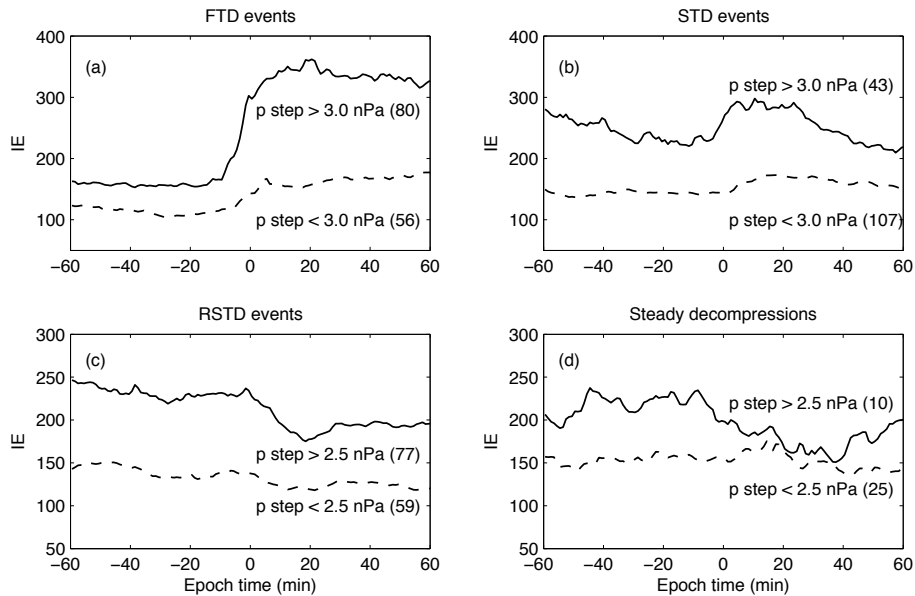 FTD events
STD events
400
300
200
100
IE
(a)
p step > 3.0 nPa (80)
p step < 3.0 nPa (56)
−60 −40 −20 0 20 40 60
400
300
200
100
IE
(b)
p step > 3.0 nPa (43)
p step < 3.0 nPa (107)
−60 −40 −20 0 20 40 60
RSTD events
Steady decompressions
300
250
200
150
100
50
IE
(c)
p step > 2.5 nPa (77)
p step < 2.5 nPa (59)
−60 −40 −20 0 20 40 60
Epoch time (min)
300
250
200
150
100
50
IE
(d)
p step > 2.5 nPa (10)
p step < 2.5 nPa (25)
−60 −40 −20 0 20 40 60
Epoch time (min)